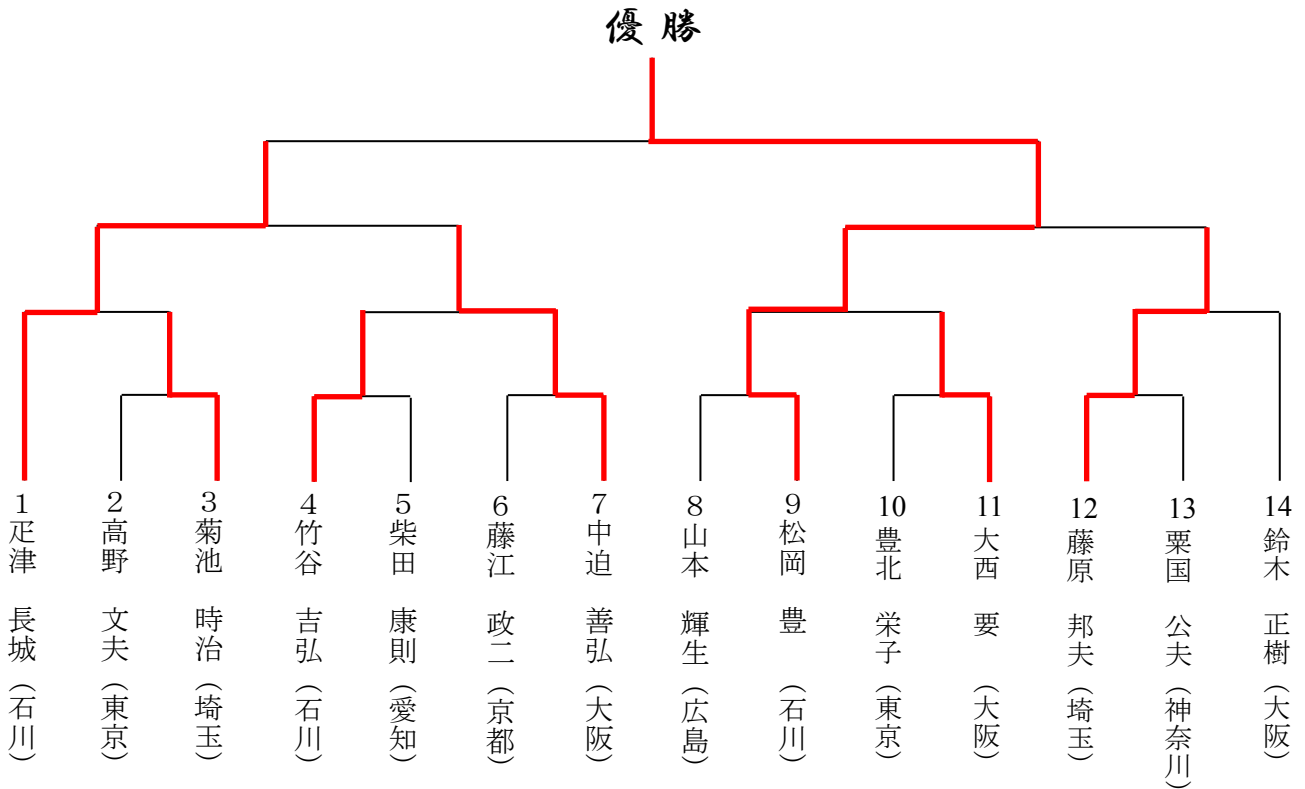 優勝
1 疋津 長城 (石川)
2 高野 文夫 (東京)
3 菊池 時治 (埼玉)
4 竹谷 吉弘 (石川)
5 柴田 康則 (愛知)
6 藤江 政二 (京都)
7 中迫 善弘 (大阪)
8 山本 輝生 (広島)
9 松岡 豊 (石川)
10 豊北 栄子 (東京)
11 大西 要 (大阪)
12 藤原 邦夫 (埼玉)
13 粟国 公夫 (神奈川)
14 鈴木 正樹 (大阪)